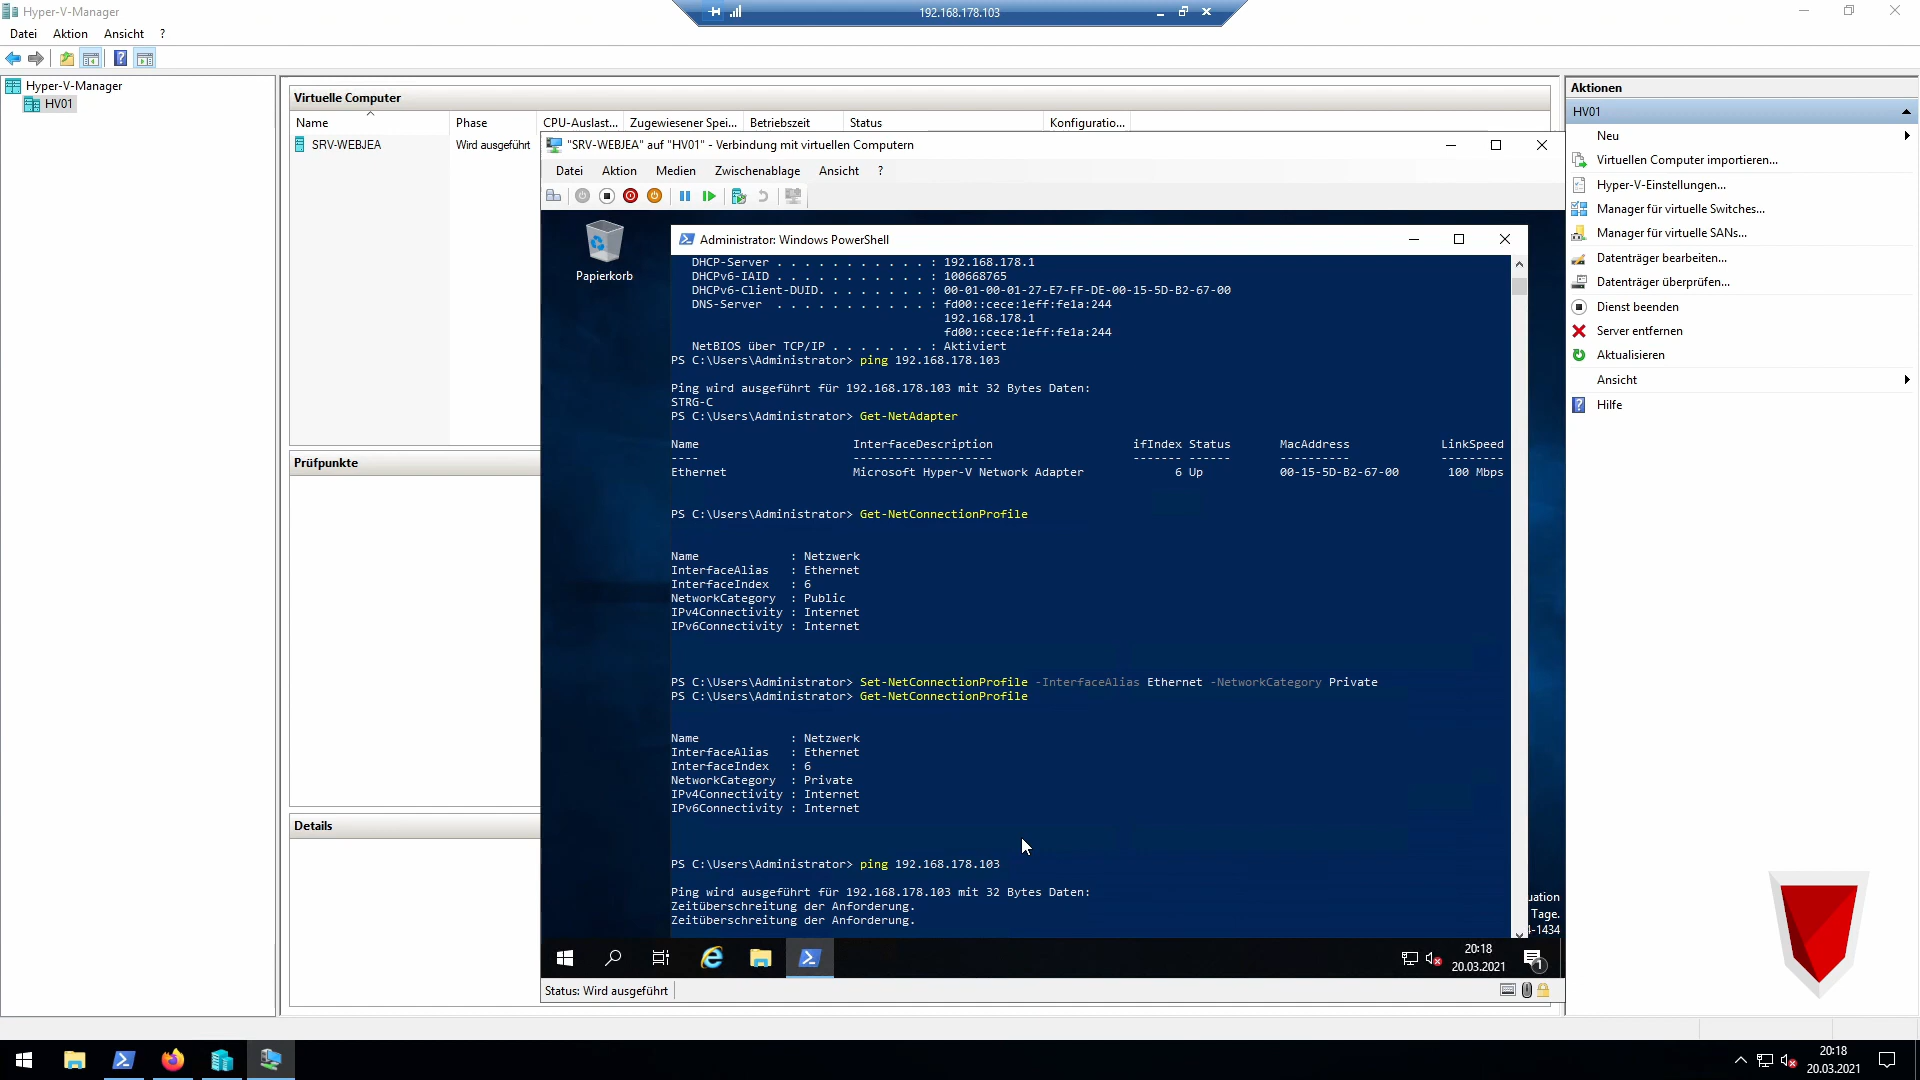 Hyper-V-Manager
192.168.178.103
Datei Aktion Ansicht ?
Hyper-V-Manager
HV01
Virtuelle Computer
Name Phase CPU-Auslast... Zugewiesener Spei... Betriebszeit Status Konfiguratio...
SRV-WEBJEA Wird ausgeführt
Prüfpunkte
Details
"SRV-WEBJEA" auf "HV01" - Verbindung mit virtuellen Computern
Datei Aktion Medien Zwischenablage Ansicht ?
Papierkorb
Administrator: Windows PowerShell
DHCP-Server . . . . . . . . . . . : 192.168.178.1
DHCPv6-IAID . . . . . . . . . . . : 100668765
DHCPv6-Client-DUID. . . . . . . . : 00-01-00-01-27-E7-FF-DE-00-15-5D-B2-67-00
DNS-Server . . . . . . . . . . . : fd00::cece:1eff:fe1a:244
192.168.178.1
fd00::cece:1eff:fe1a:244
NetBIOS über TCP/IP . . . . . . . : Aktiviert
PS C:\Users\Administrator> ping 192.168.178.103
Ping wird ausgeführt für 192.168.178.103 mit 32 Bytes Daten:
STRG-C
PS C:\Users\Administrator> Get-NetAdapter
Name InterfaceDescription ifIndex Status MacAddress LinkSpeed
---- -------------------- ------- ------ ---------- ---------
Ethernet Microsoft Hyper-V Network Adapter 6 Up 00-15-5D-B2-67-00 100 Mbps
PS C:\Users\Administrator> Get-NetConnectionProfile
Name : Netzwerk
InterfaceAlias : Ethernet
InterfaceIndex : 6
NetworkCategory : Public
IPv4Connectivity : Internet
IPv6Connectivity : Internet
PS C:\Users\Administrator> Set-NetConnectionProfile -InterfaceAlias Ethernet -NetworkCategory Private
PS C:\Users\Administrator> Get-NetConnectionProfile
Name : Netzwerk
InterfaceAlias : Ethernet
InterfaceIndex : 6
NetworkCategory : Private
IPv4Connectivity : Internet
IPv6Connectivity : Internet
PS C:\Users\Administrator> ping 192.168.178.103
Ping wird ausgeführt für 192.168.178.103 mit 32 Bytes Daten:
Zeitüberschreitung der Anforderung.
Zeitüberschreitung der Anforderung.
uation
Tage.
4-1434
20:18
20.03.2021
1
Status: Wird ausgeführt
Aktionen
HV01
Neu
Virtuellen Computer importieren...
Hyper-V-Einstellungen...
Manager für virtuelle Switches...
Manager für virtuelle SANs...
Datenträger bearbeiten...
Datenträger überprüfen...
Dienst beenden
Server entfernen
Aktualisieren
Ansicht
Hilfe
20:18
20.03.2021